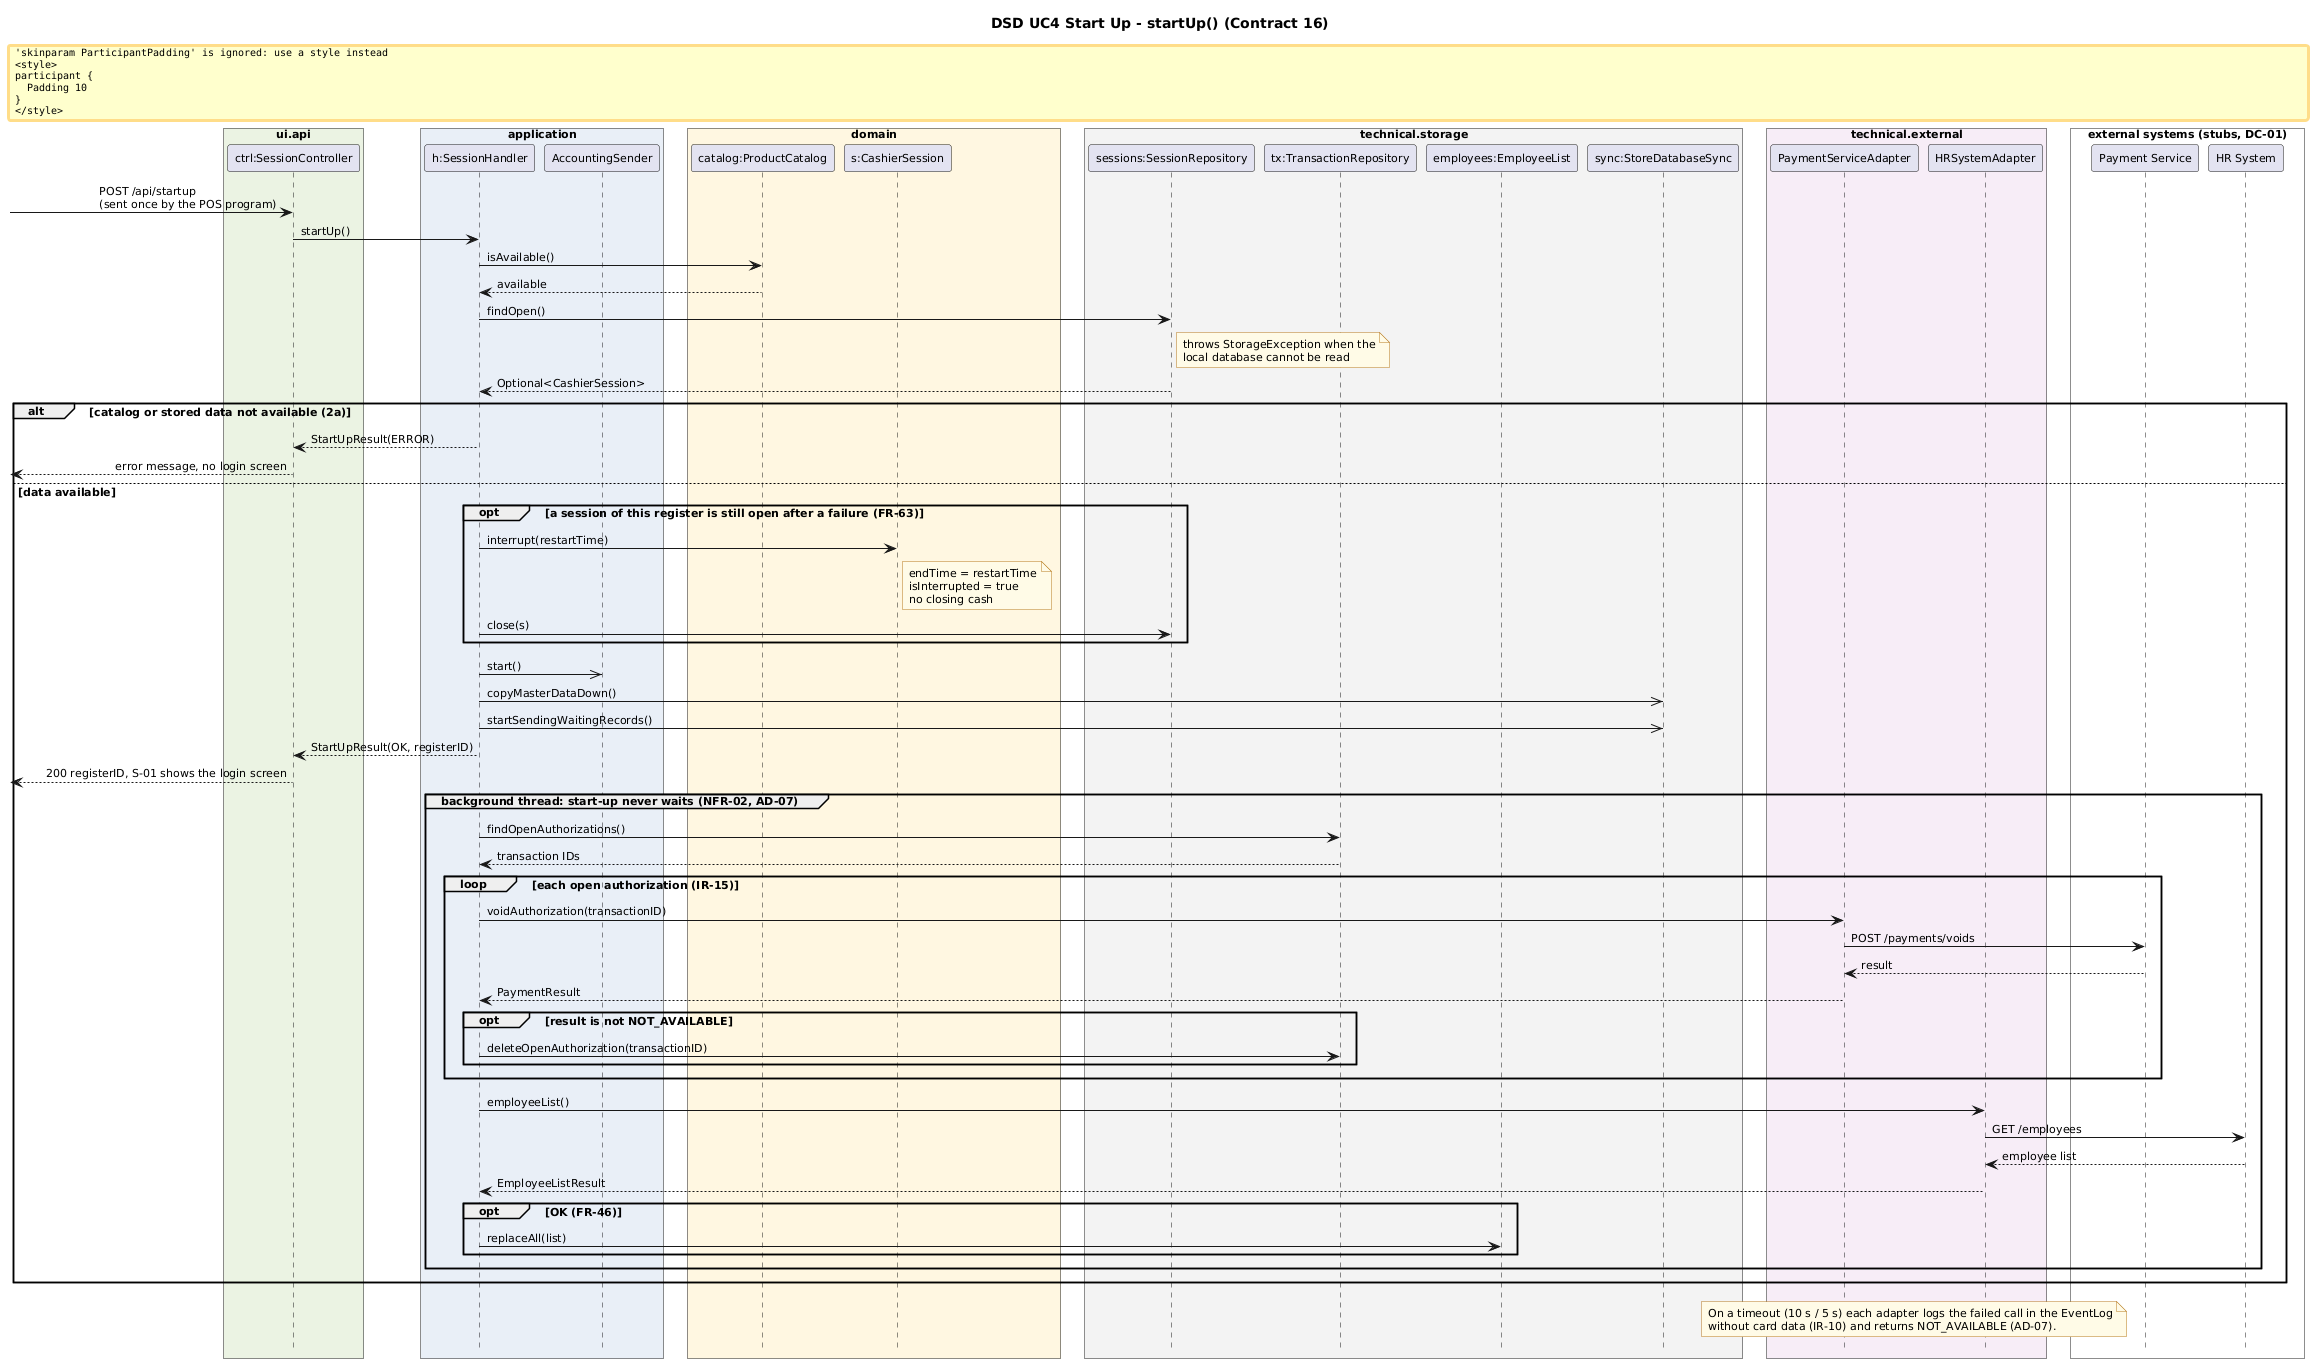 DSD UC4 Start Up - startUp() (Contract 16)
'skinparam ParticipantPadding' is ignored: use a style instead
<style>
participant {
  Padding 10
}
</style>
ui.api
application
domain
technical.storage
technical.external
external systems (stubs, DC-01)
ctrl:SessionController
h:SessionHandler
AccountingSender
catalog:ProductCatalog
s:CashierSession
sessions:SessionRepository
tx:TransactionRepository
employees:EmployeeList
sync:StoreDatabaseSync
PaymentServiceAdapter
HRSystemAdapter
Payment Service
HR System
POST /api/startup
(sent once by the POS program)
startUp()
isAvailable()
available
findOpen()
throws StorageException when the
local database cannot be read
Optional<CashierSession>
alt
[catalog or stored data not available (2a)]
StartUpResult(ERROR)
error message, no login screen
[data available]
opt
[a session of this register is still open after a failure (FR-63)]
interrupt(restartTime)
endTime = restartTime
isInterrupted = true
no closing cash
close(s)
start()
copyMasterDataDown()
startSendingWaitingRecords()
StartUpResult(OK, registerID)
200 registerID, S-01 shows the login screen
background thread: start-up never waits (NFR-02, AD-07)
findOpenAuthorizations()
transaction IDs
loop
[each open authorization (IR-15)]
voidAuthorization(transactionID)
POST /payments/voids
result
PaymentResult
opt
[result is not NOT_AVAILABLE]
deleteOpenAuthorization(transactionID)
employeeList()
GET /employees
employee list
EmployeeListResult
opt
[OK (FR-46)]
replaceAll(list)
On a timeout (10 s / 5 s) each adapter logs the failed call in the EventLog
without card data (IR-10) and returns NOT_AVAILABLE (AD-07).